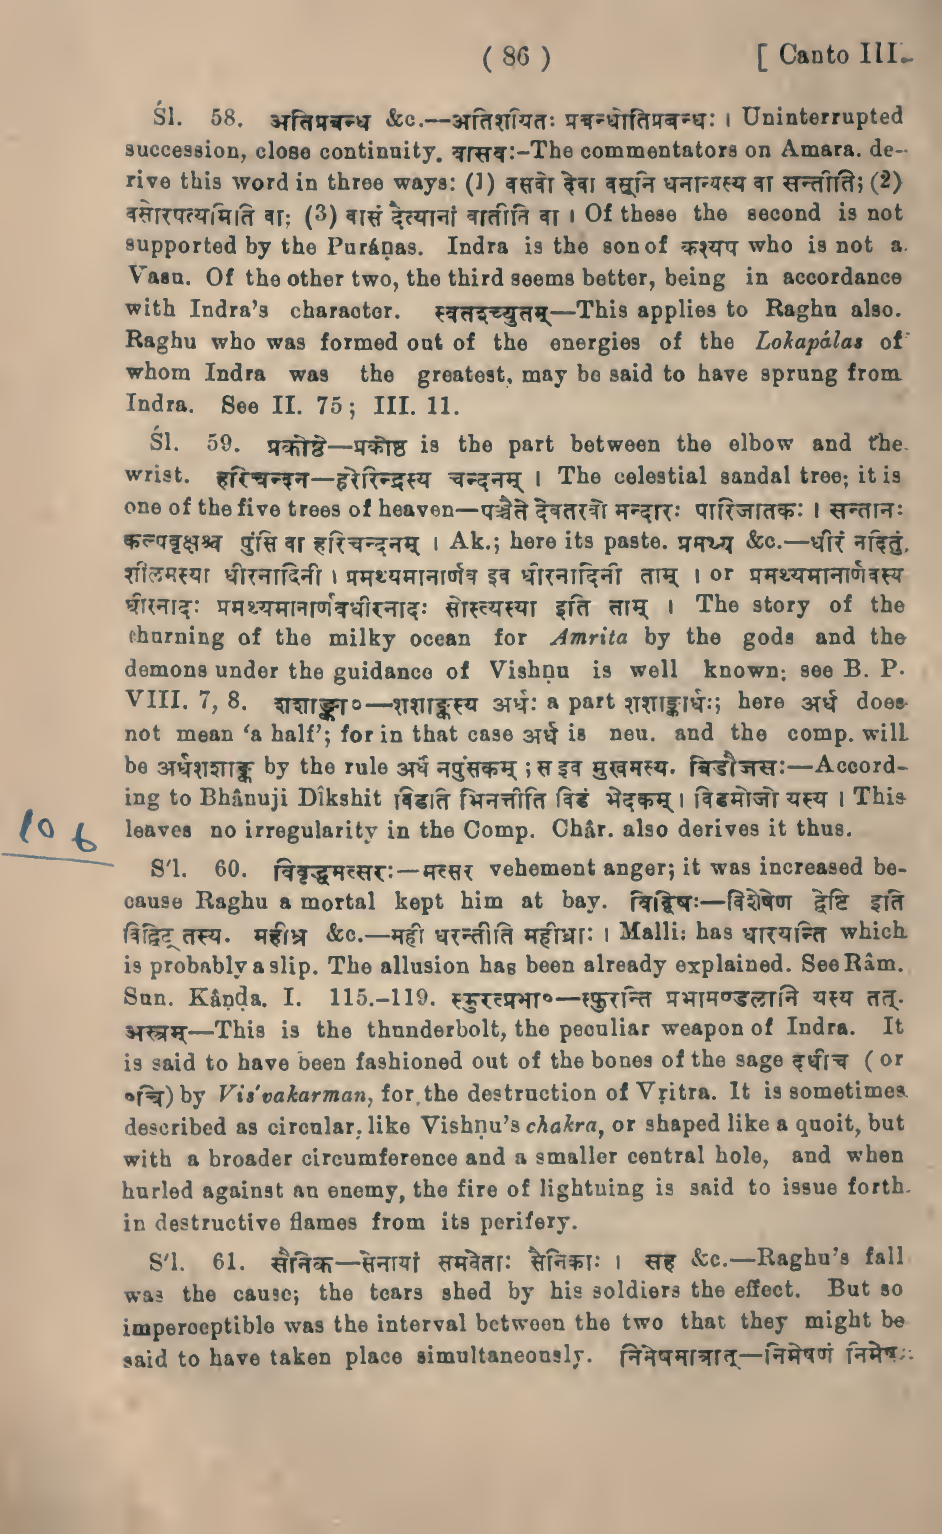 ( 86 ) [ Canto III.
Śl. 58. अतिप्रबन्ध &c.--अतिशयितः प्रबन्धोतिप्रबन्धः । Uninterrupted
succession, close continuity. वासवः-The commentators on Amara. de-
rive this word in three ways: (1) वसवो देवा वसूनि धनान्यस्य वा सन्तीति; (2)
वसोरपत्यमिति वा; (3) वासं दैत्यानां वातीति वा । Of these the second is not
supported by the Puráṇas. Indra is the son of कश्यप who is not a
Vasu. Of the other two, the third seems better, being in accordance
with Indra's character. स्वतश्च्युतम्—This applies to Raghu also.
Raghu who was formed out of the energies of the Lokapálas of
whom Indra was the greatest, may be said to have sprung from
Indra. See II. 75; III. 11.
Śl. 59. प्रकोष्ठे—प्रकोष्ठ is the part between the elbow and the
wrist. हरिचन्दन—हरेरिन्द्रस्य चन्दनम् । The celestial sandal tree; it is
one of the five trees of heaven—पञ्चैते देवतरवो मन्दारः पारिजातकः । सन्तानः
कल्पवृक्षश्च पुंसि वा हरिचन्दनम् । Ak.; here its paste. प्रमथ्य &c.—धीरं नदितुं
शीलमस्या धीरनादिनी । प्रमथ्यमानार्णव इव धीरनादिनी ताम् । or प्रमथ्यमानार्णवस्य
धीरनादः प्रमथ्यमानार्णवधीरनादः सोस्त्यस्या इति ताम् । The story of the
churning of the milky ocean for Amrita by the gods and the
demons under the guidance of Vishṇu is well known; see B. P.
VIII. 7, 8. शशाङ्का०—शशाङ्कस्य अर्धः a part शशाङ्कार्धः; here अर्ध does
not mean 'a half'; for in that case अर्ध is neu. and the comp. will
be अर्धशशाङ्क by the rule अर्धं नपुंसकम् ; स इव मुखमस्य. बिडौजसः—Accord-
ing to Bhânuji Dîkshit विडति भिनत्तीति विडं भेदकम् । विडमोजो यस्य । This
leaves no irregularity in the Comp. Châr. also derives it thus.
106
S'l. 60. विवृद्धमत्सरः—मत्सर vehement anger; it was increased be-
cause Raghu a mortal kept him at bay. विद्विषः—विशेषेण द्वेष्टि इति
विद्विट् तस्य. महीध्र &c.—महीं धरन्तीति महीध्राः । Malli: has धारयन्ति which
is probably a slip. The allusion has been already explained. See Râm.
Sun. Kâṇḍa. I. 115.-119. स्फुरत्प्रभा०—स्फुरन्ति प्रभामण्डलानि यस्य तत्.
अस्त्रम्—This is the thunderbolt, the peculiar weapon of Indra. It
is said to have been fashioned out of the bones of the sage दधीच ( or
०चि) by Vis'vakarman, for the destruction of Vṛitra. It is sometimes
described as circular, like Vishṇu's chakra, or shaped like a quoit, but
with a broader circumference and a smaller central hole, and when
hurled against an enemy, the fire of lightuing is said to issue forth
in destructive flames from its perifery.
S'l. 61. सैनिक—सेनायां समवेताः सैनिकाः । सह &c.—Raghu's fall
was the cause; the tears shed by his soldiers the effect. But so
imperceptible was the interval between the two that they might be
said to have taken place simultaneously. निमेषमात्रात्—निमेषणं निमेषः